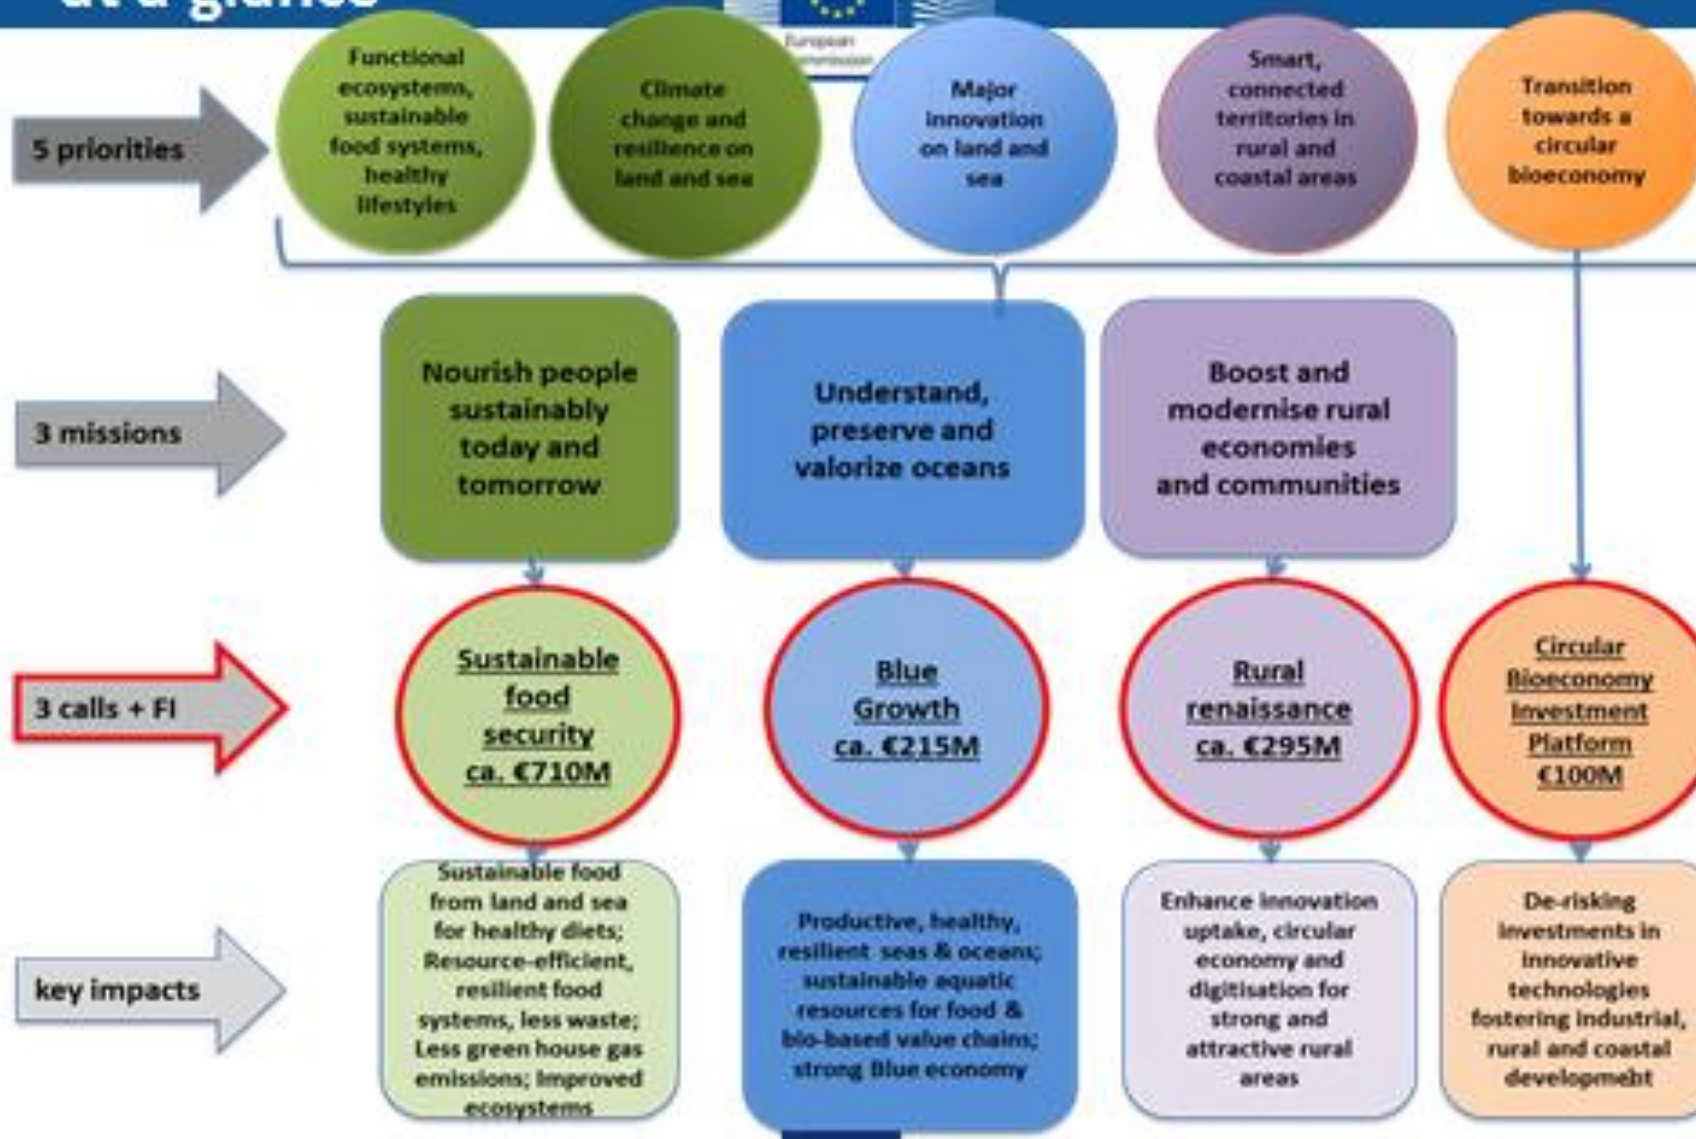 at a glance
European
Commission
5 priorities
Functional
ecosystems,
sustainable
food systems,
healthy
lifestyles
Climate
change and
resilience on
land and sea
Major
innovation
on land and
sea
Smart,
connected
territories in
rural and
coastal areas
Transition
towards a
circular
bioeconomy
3 missions
Nourish people
sustainably
today and
tomorrow
Understand,
preserve and
valorize oceans
Boost and
modernise rural
economies
and communities
3 calls + FI
Sustainable
food
security
ca. €710M
Blue
Growth
ca. €215M
Rural
renaissance
ca. €295M
Circular
Bioeconomy
Investment
Platform
€100M
key impacts
Sustainable food
from land and sea
for healthy diets;
Resource-efficient,
resilient food
systems, less waste;
Less green house gas
emissions; Improved
ecosystems
Productive, healthy,
resilient seas & oceans;
sustainable aquatic
resources for food &
bio-based value chains;
strong Blue economy
Enhance innovation
uptake, circular
economy and
digitisation for
strong and
attractive rural
areas
De-risking
investments in
innovative
technologies
fostering industrial,
rural and coastal
development